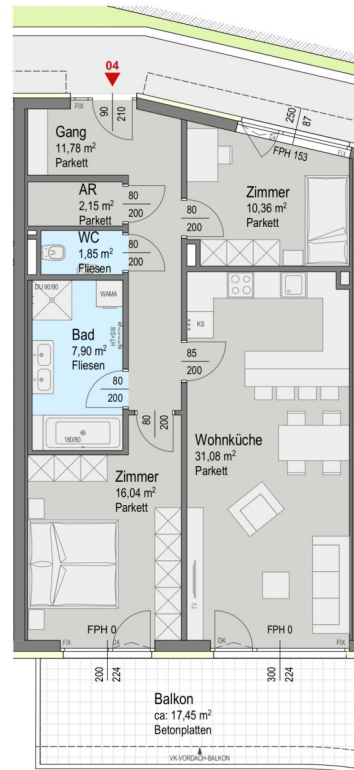 04
FIX
90
210
Gang
11,78 m²
Parkett
250
87
FIX
FPH 153
AR
2,15 m²
Parkett
80
200
80
200
Zimmer
10,36 m²
Parkett
WC
1,85 m²
Fliesen
80
200
DU 90/90
WAMA
HT+SW
KS
Bad
7,90 m²
Fliesen
80
200
85
200
180/80
80
200
Wohnküche
31,08 m²
Parkett
Zimmer
16,04 m²
Parkett
TV
FPH 0
FPH 0
FIX
DK
DK
FIX
200
224
300
224
Balkon
ca: 17,45 m²
Betonplatten
VK-VORDACH-BALKON